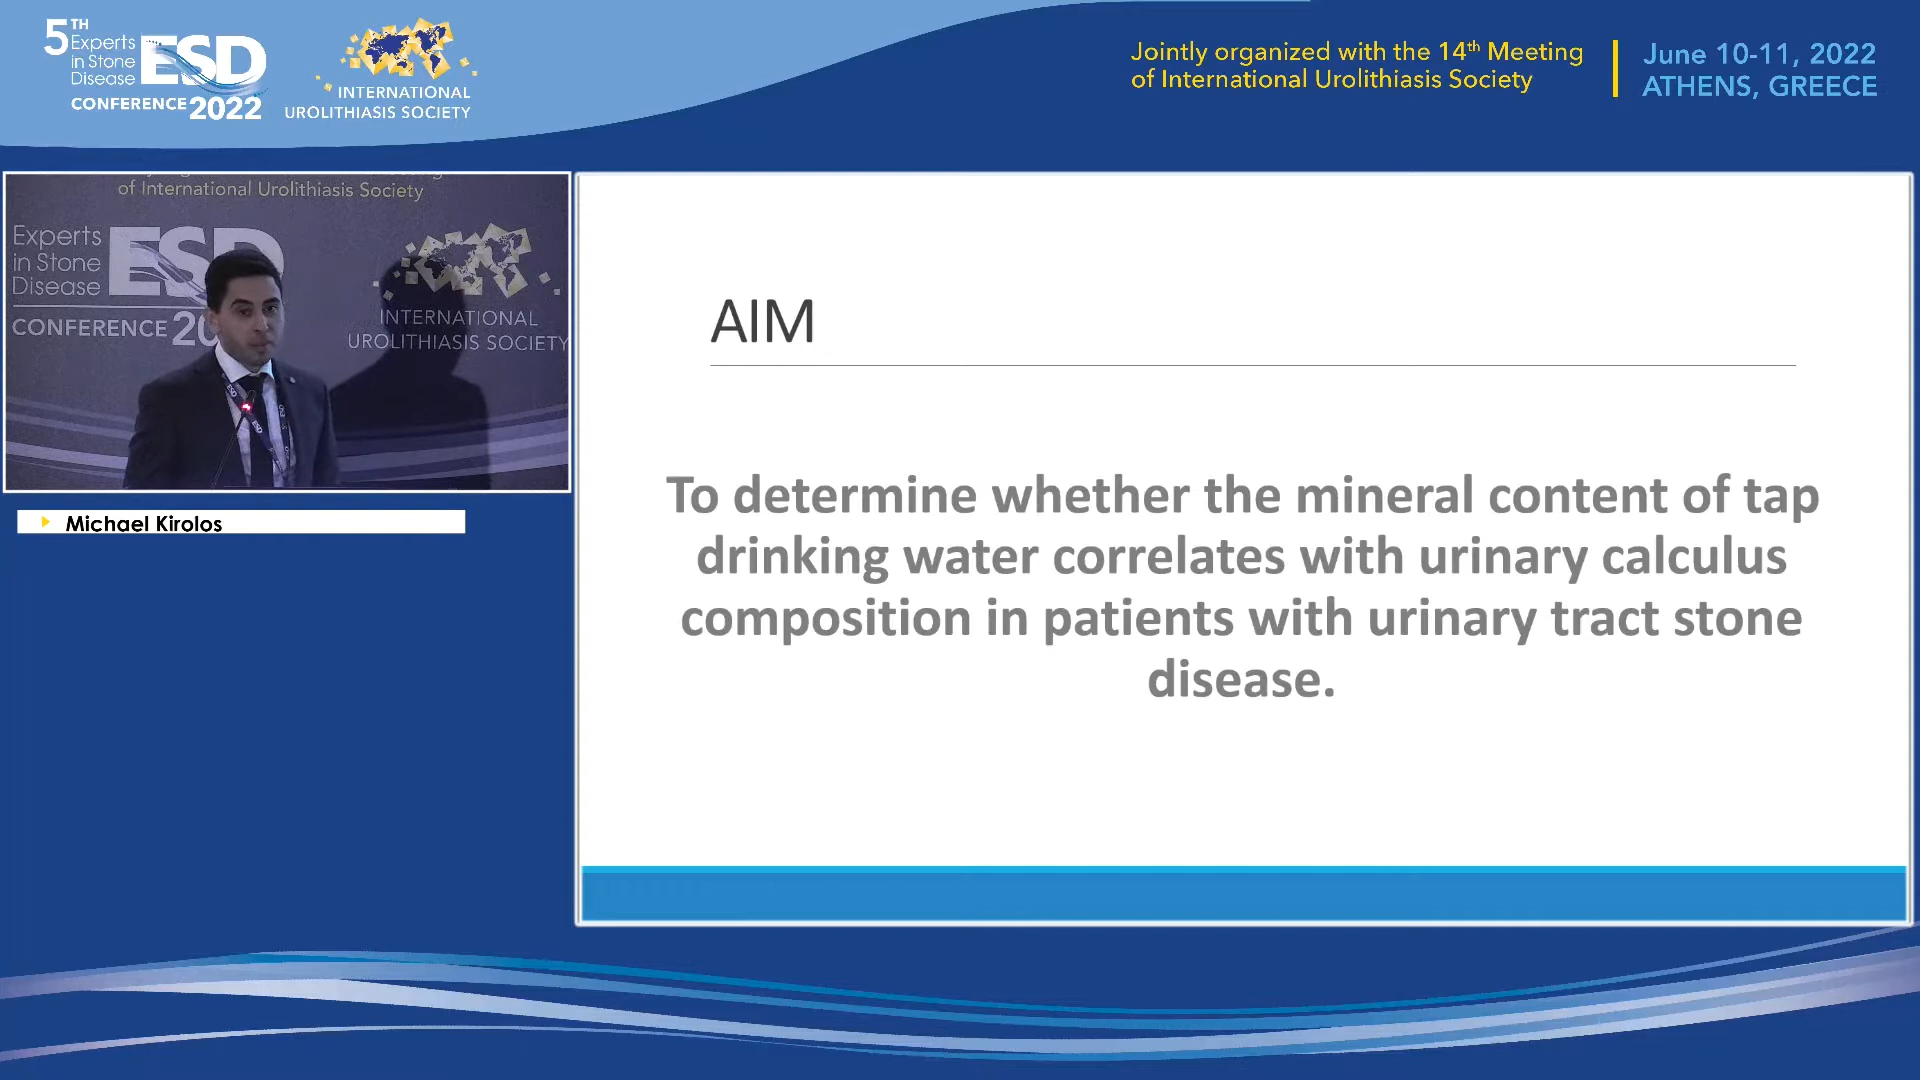 5TH
Experts
in Stone
Disease
ESD
CONFERENCE 2022
INTERNATIONAL
UROLITHIASIS SOCIETY
Jointly organized with the 14th Meeting
of International Urolithiasis Society
June 10-11, 2022
ATHENS, GREECE
of International Urolithiasis Society
Experts
in Stone
Disease
ESD
CONFERENCE 20
INTERNATIONAL
UROLITHIASIS SOCIETY
ESD
ESD
Michael Kirolos
AIM
To determine whether the mineral content of tap
drinking water correlates with urinary calculus
composition in patients with urinary tract stone
disease.